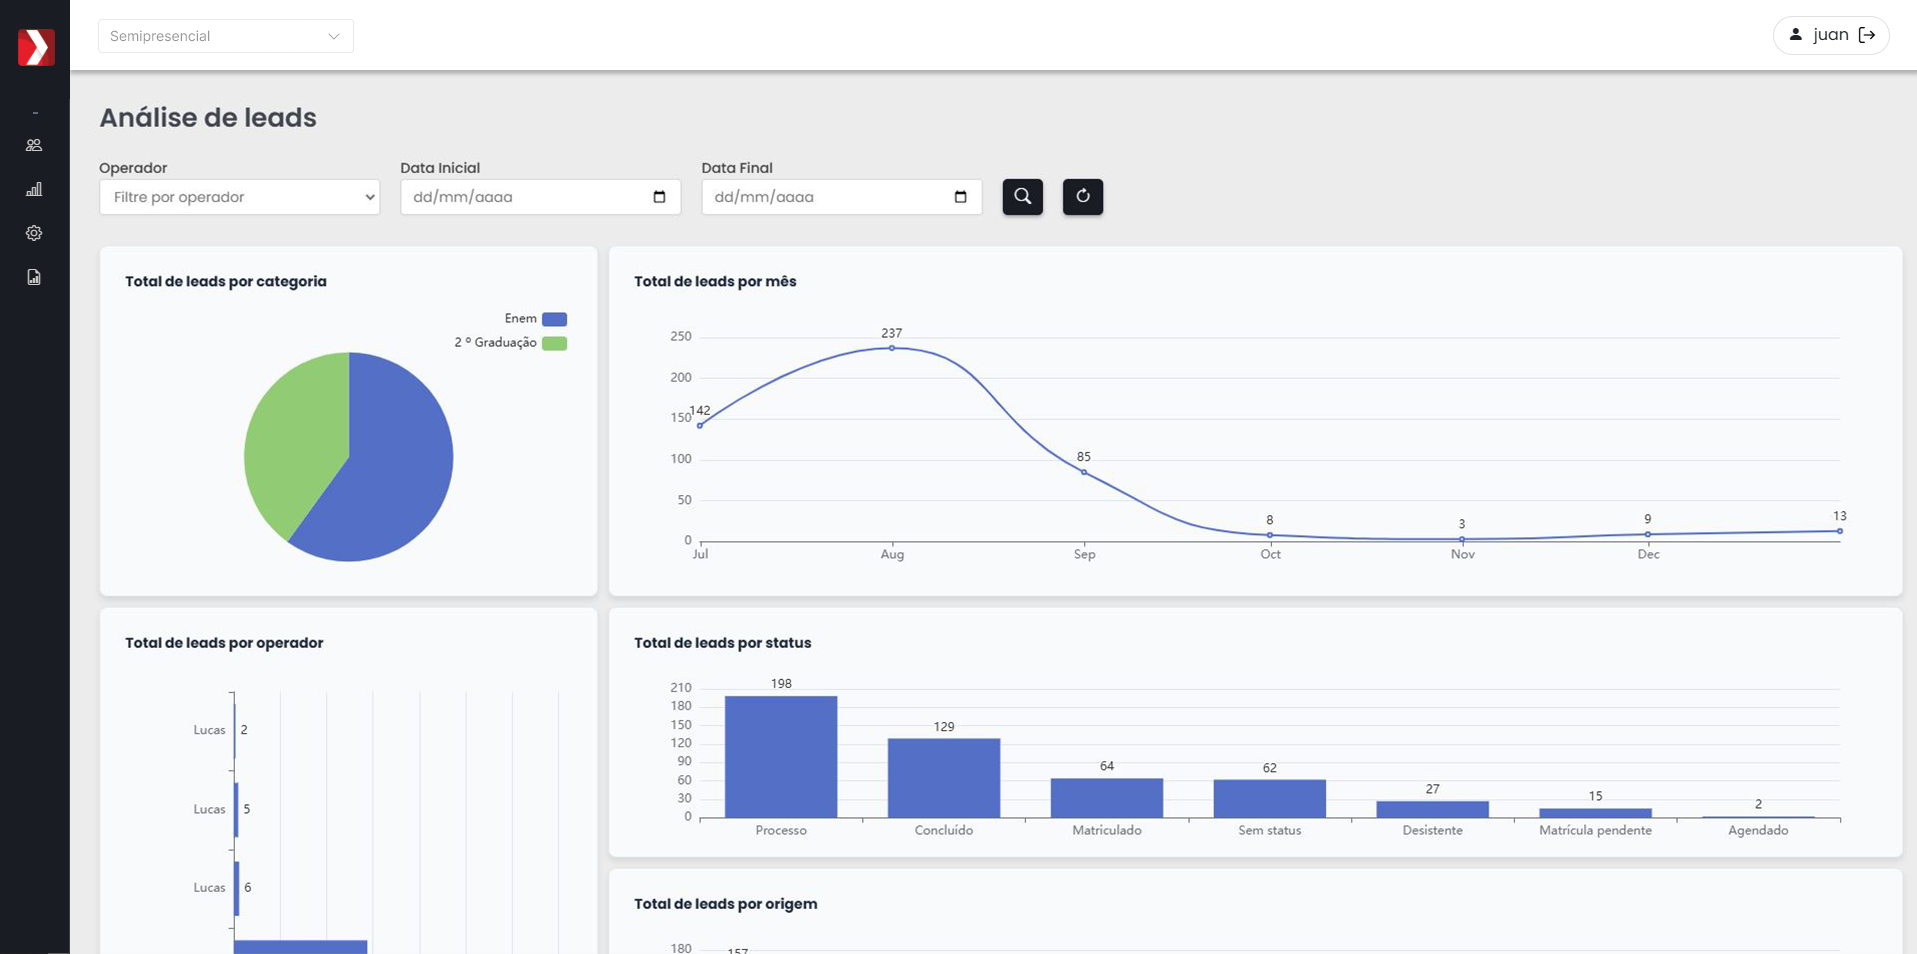 Semipresencial
juan
Análise de leads
Operador
Data Inicial
Data Final
Filtre por operador
dd/mm/aaaa
dd/mm/aaaa
Total de leads por categoria
Enem
2 º Graduação
Total de leads por mês
250
200
150
100
50
0
142
237
85
8
3
9
13
Jul
Aug
Sep
Oct
Nov
Dec
Total de leads por operador
Lucas
2
Lucas
5
Lucas
6
Total de leads por status
210
180
150
120
90
60
30
0
198
129
64
62
27
15
2
Processo
Concluído
Matriculado
Sem status
Desistente
Matrícula pendente
Agendado
Total de leads por origem
180
157